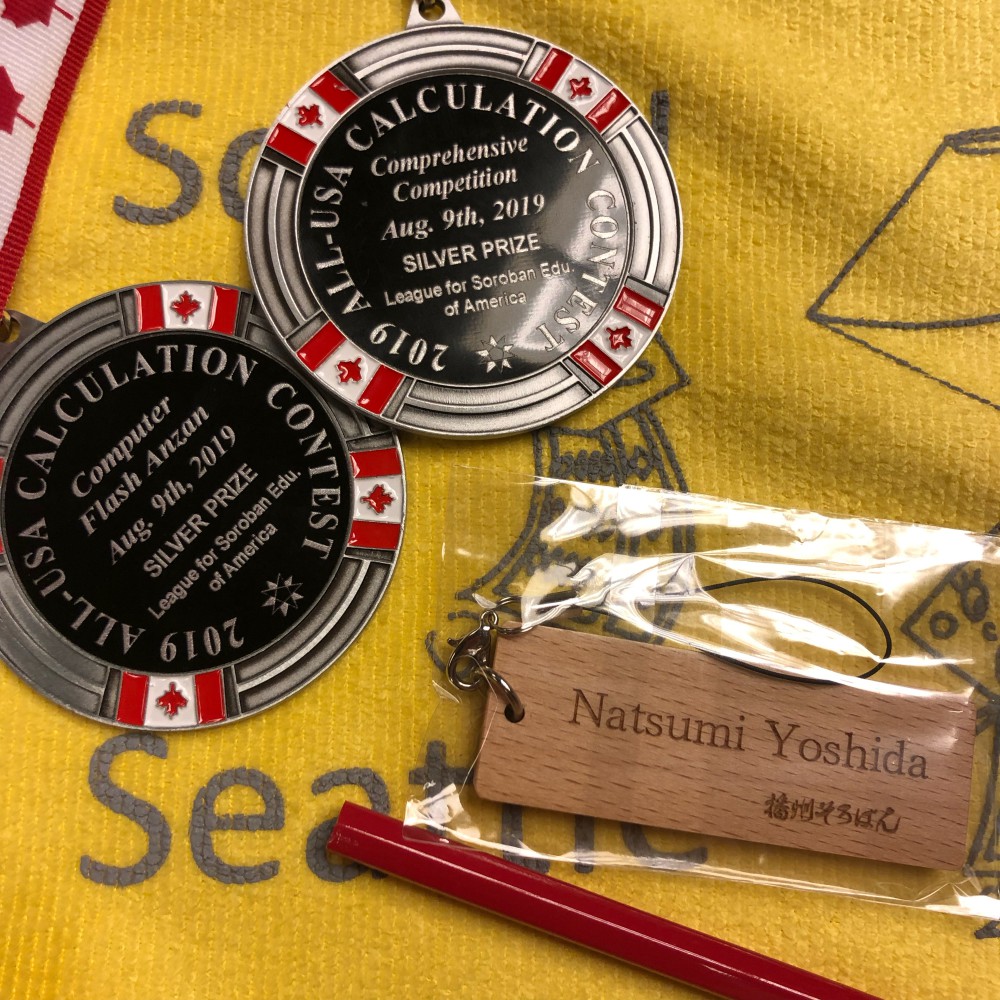 Seattle
2019 ALL-USA CALCULATION CONTEST
Comprehensive
Competition
Aug. 9th, 2019
SILVER PRIZE
League for Soroban Edu.
of America
2019 ALL-USA CALCULATION CONTEST
Computer
Flash Anzan
Aug. 9th, 2019
SILVER PRIZE
League for Soroban Edu.
of America
Natsumi Yoshida
播州そろばん